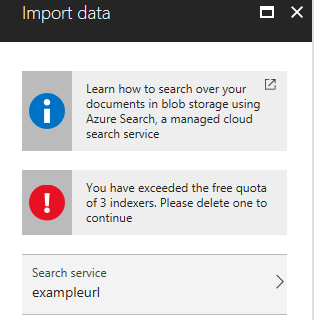 Import data
Learn how to search over your
documents in blob storage using
Azure Search, a managed cloud
search service
You have exceeded the free quota
of 3 indexers. Please delete one to
continue
Search service
exampleurl